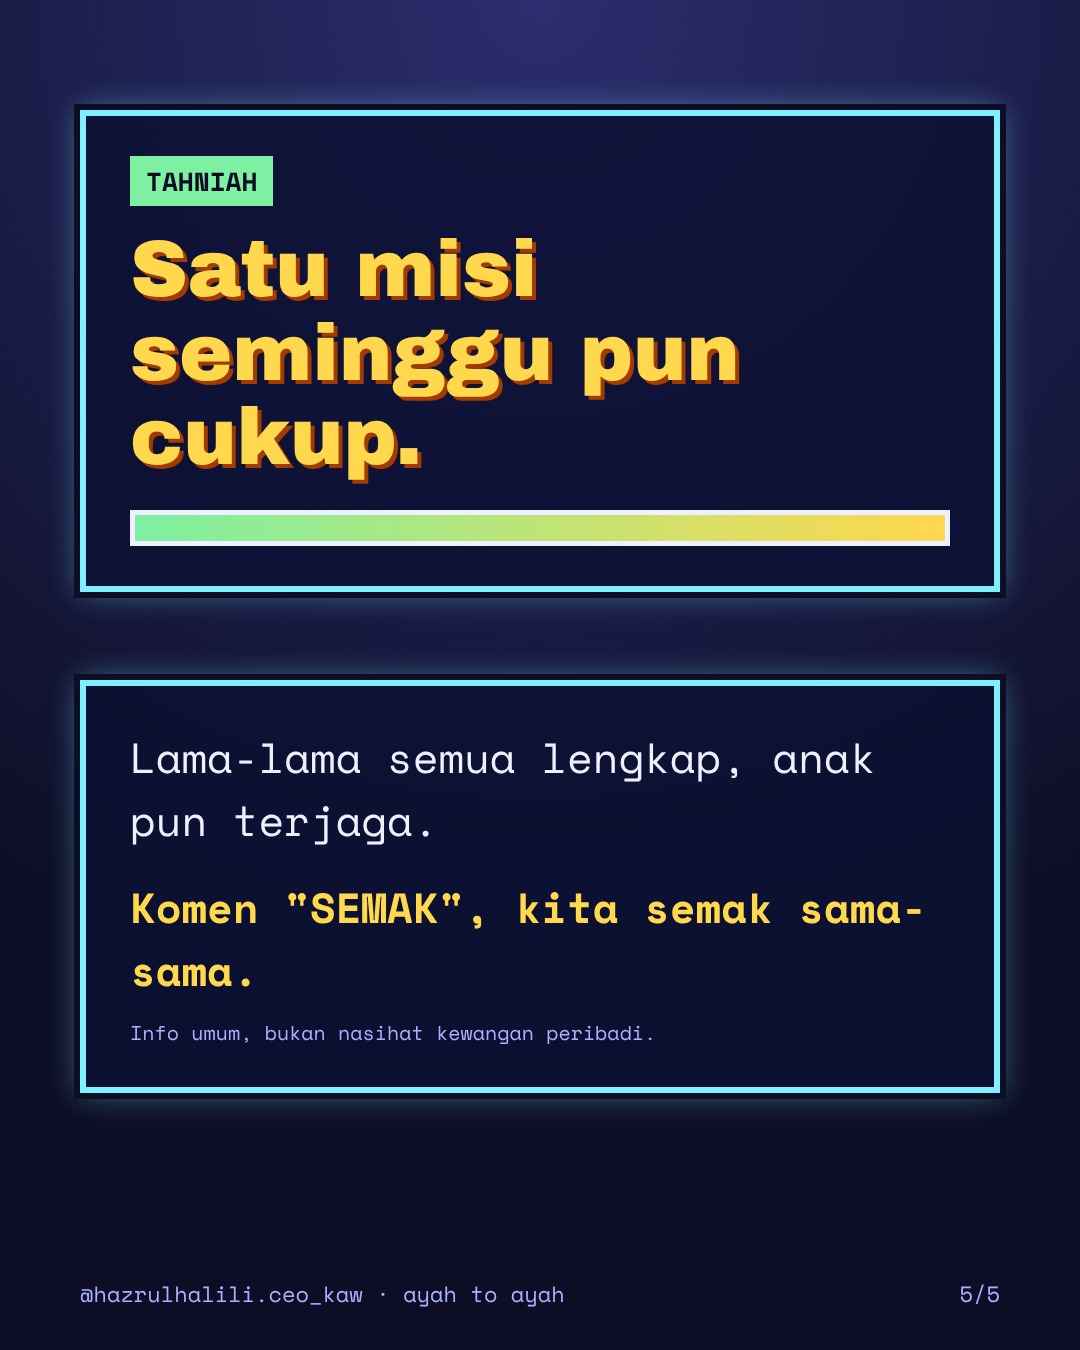 TAHNIAH
Satu misi
seminggu pun
cukup.
Lama-lama semua lengkap, anak
pun terjaga.
Komen "SEMAK", kita semak sama-
sama.
Info umum, bukan nasihat kewangan peribadi.
@hazrulhalili.ceo_kaw · ayah to ayah
5/5